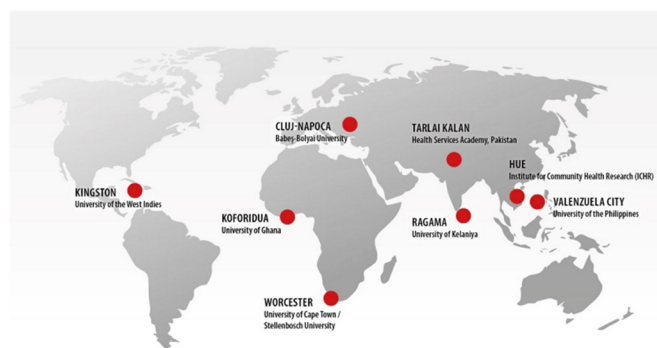 CLUJ-NAPOCA
Babeş-Bolyai University
TARLAI KALAN
Health Services Academy, Pakistan
HUE
Institute for Community Health Research (ICHR)
KINGSTON
University of the West Indies
VALENZUELA CITY
University of the Philippines
KOFORIDUA
University of Ghana
RAGAMA
University of Kelaniya
WORCESTER
University of Cape Town /
Stellenbosch University